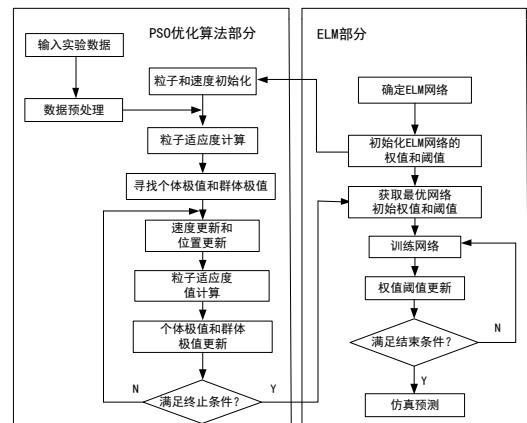 PSO优化算法部分
输入实验数据
数据预处理
粒子和速度初始化
粒子适应度计算
寻找个体极值和群体极值
速度更新和
位置更新
粒子适应度
值计算
个体极值和群体
极值更新
满足终止条件？
N
Y
ELM部分
确定ELM网络
初始化ELM网络的
权值和阈值
获取最优网络
初始权值和阈值
训练网络
权值阈值更新
满足结束条件？
N
Y
仿真预测